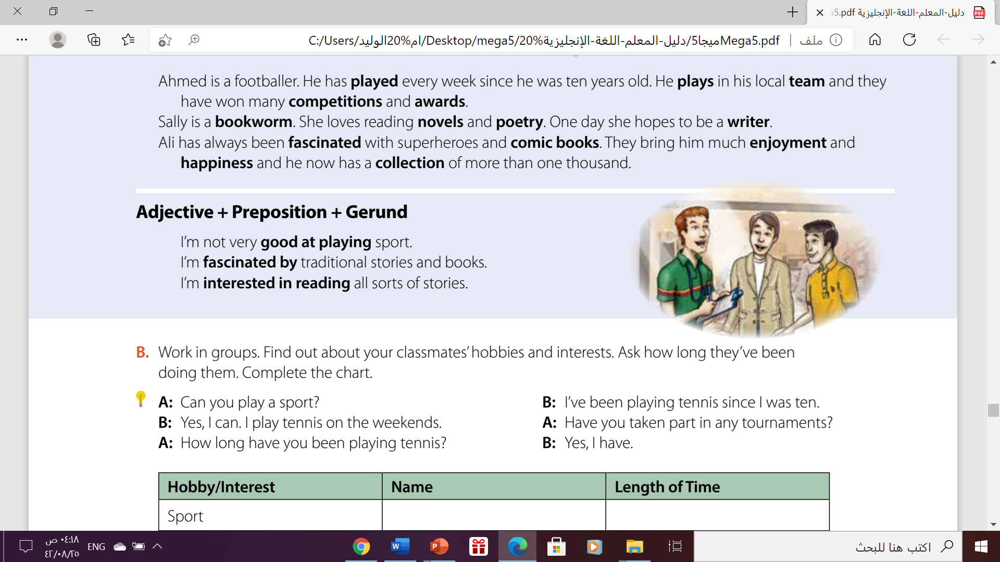 دليل-المعلم-اللغة-الإنجليزية a5.pdf
C:/Users/ام%20الوليد/Desktop/mega5/دليل-المعلم-اللغة-الإنجليزية%20ميجا5Mega5.pdf
ملف
Ahmed is a footballer. He has played every week since he was ten years old. He plays in his local team and they
have won many competitions and awards.
Sally is a bookworm. She loves reading novels and poetry. One day she hopes to be a writer.
Ali has always been fascinated with superheroes and comic books. They bring him much enjoyment and
happiness and he now has a collection of more than one thousand.
Adjective + Preposition + Gerund
I'm not very good at playing sport.
I'm fascinated by traditional stories and books.
I'm interested in reading all sorts of stories.
B. Work in groups. Find out about your classmates' hobbies and interests. Ask how long they've been
doing them. Complete the chart.
A: Can you play a sport?
B: Yes, I can. I play tennis on the weekends.
A: How long have you been playing tennis?
B: I've been playing tennis since I was ten.
A: Have you taken part in any tournaments?
B: Yes, I have.
Hobby/Interest Name Length of Time
Sport
٠٤:١٨ ص
ENG
٤٢/٠٨/٢٥
اكتب هنا للبحث